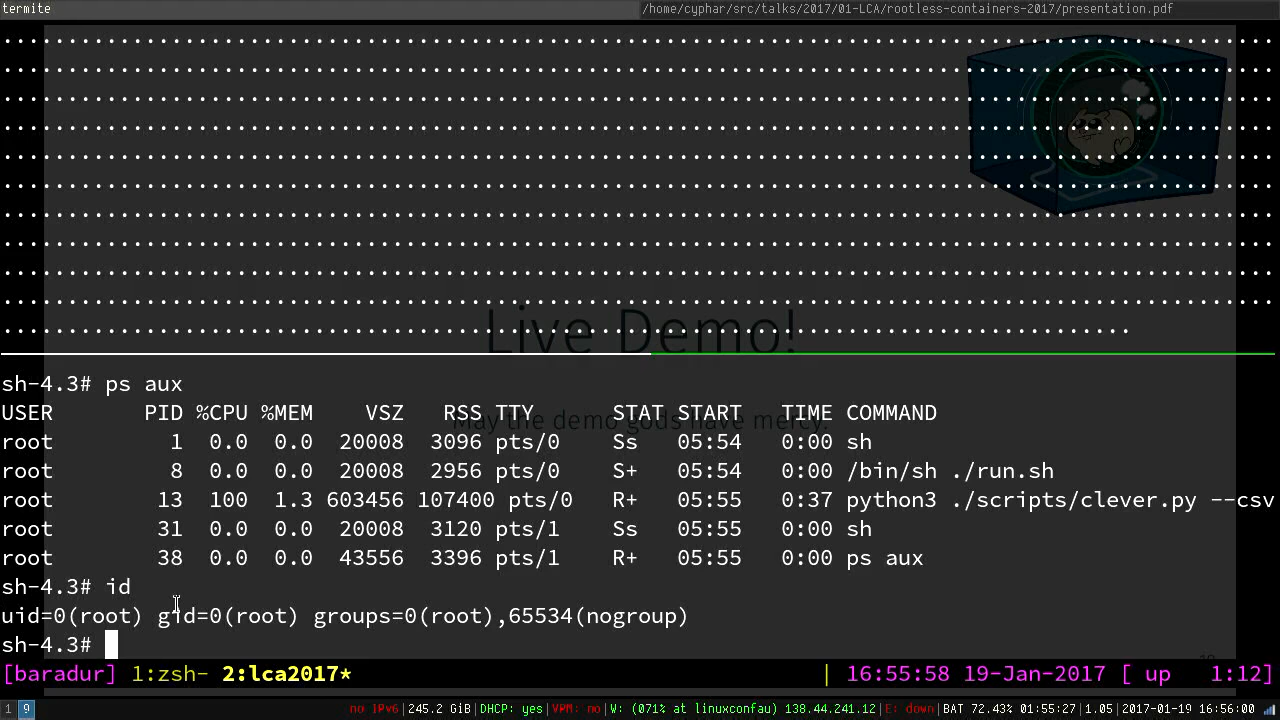 termite /home/cyphar/src/talks/2017/01-LCA/rootless-containers-2017/presentation.pdf
Live Demo!
sh-4.3# ps aux
USER PID %CPU %MEM VSZ RSS TTY STAT START TIME COMMAND
May the demo gods have mercy.
root 1 0.0 0.0 20008 3096 pts/0 Ss 05:54 0:00 sh
root 8 0.0 0.0 20008 2956 pts/0 S+ 05:54 0:00 /bin/sh ./run.sh
root 13 100 1.3 603456 107400 pts/0 R+ 05:55 0:37 python3 ./scripts/clever.py --csv
root 31 0.0 0.0 20008 3120 pts/1 Ss 05:55 0:00 sh
root 38 0.0 0.0 43556 3396 pts/1 R+ 05:55 0:00 ps aux
sh-4.3# id
uid=0(root) gid=0(root) groups=0(root),65534(nogroup)
sh-4.3#
[baradur] 1:zsh- 2:lca2017* | 16:55:58 19-Jan-2017 [ up 1:12]
1 9 no IPv6|245.2 GiB|DHCP: yes|VPM: no|W: (071% at linuxconfau) 138.44.241.12|E: down|BAT 72.43% 01:55:27|1.05|2017-01-19 16:56:00